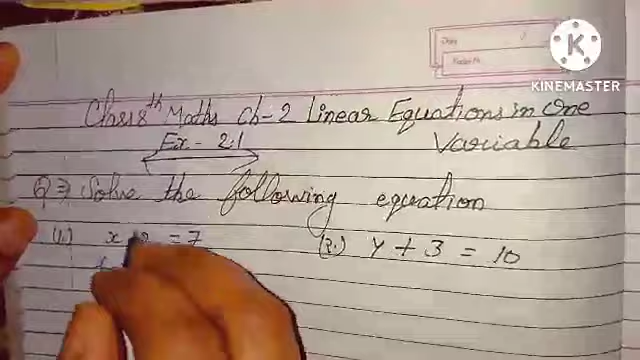 K
KINEMASTER
Class 8th Maths Ch-2 Linear Equations in One
Variable
Ex - 2.1
Q ⇒ Solve the following equation
(1.) x = 7 (2.) y + 3 = 10